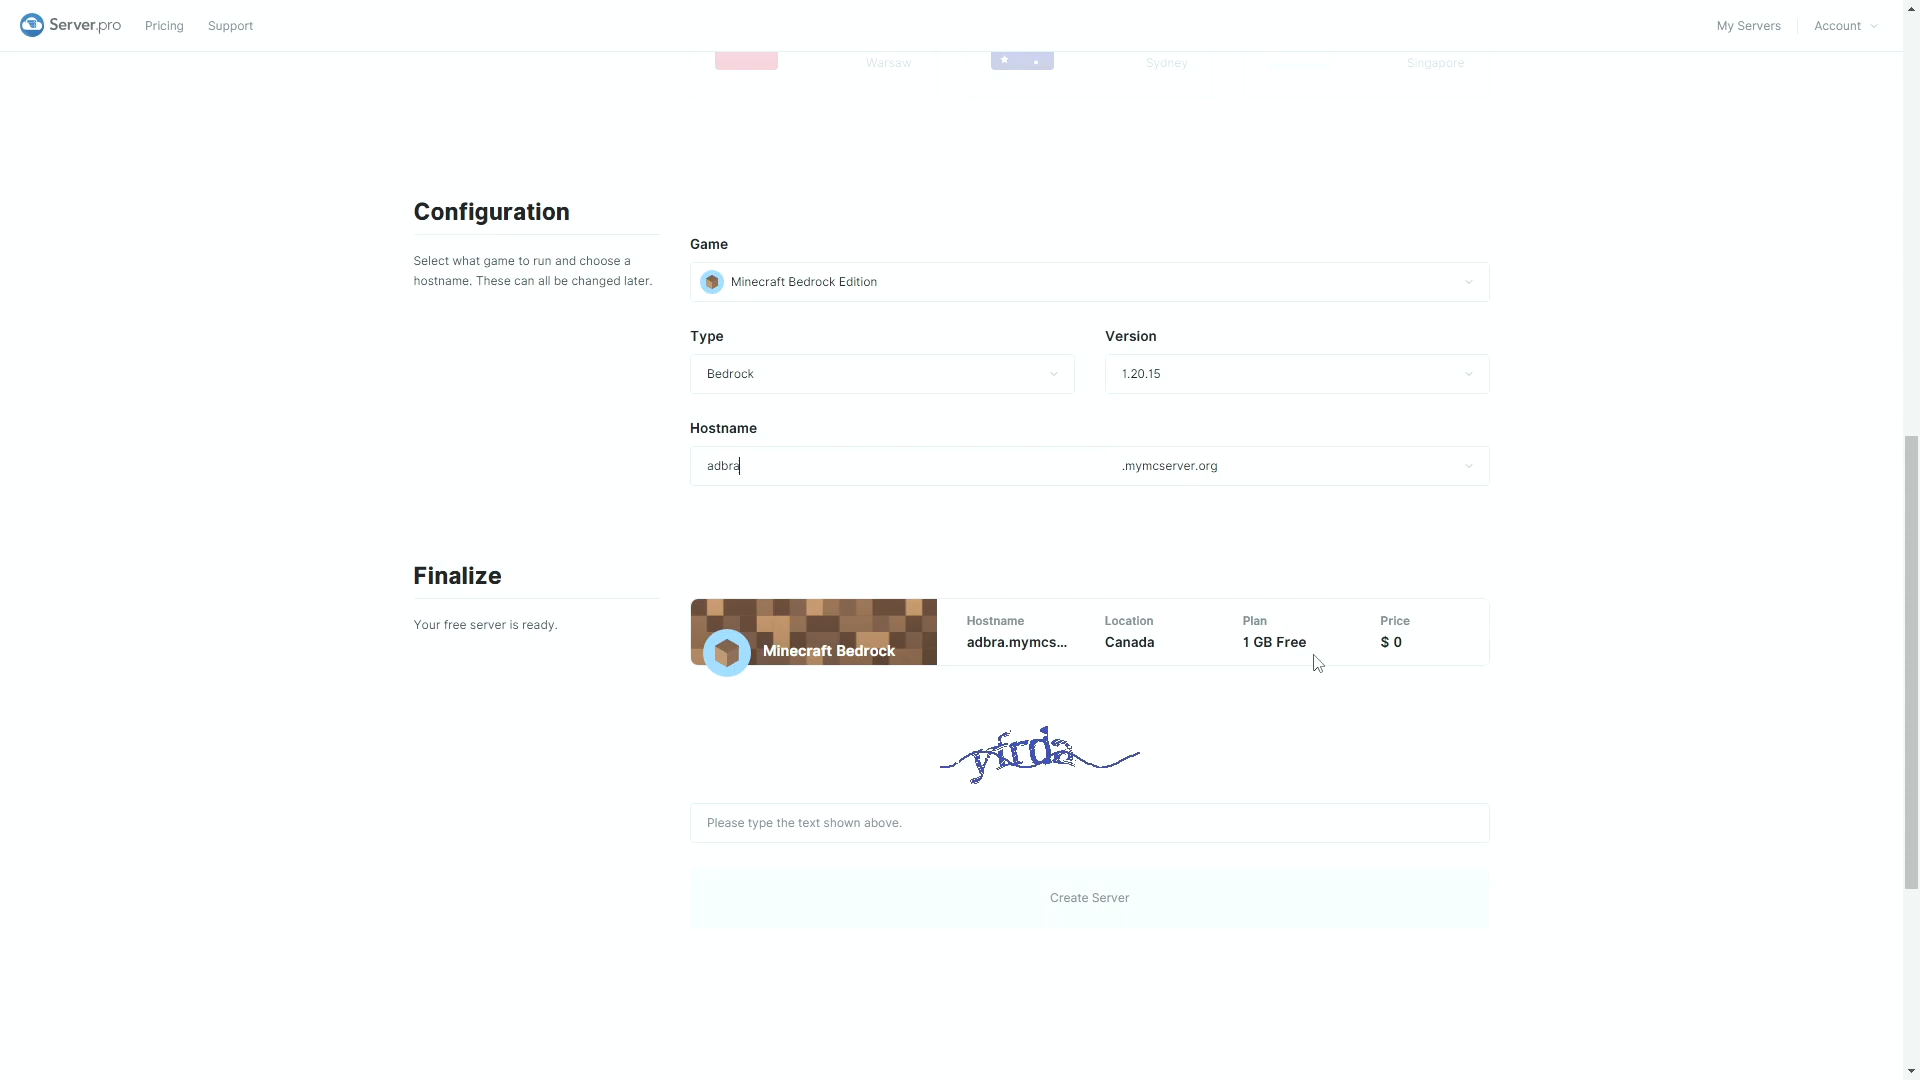 Server.pro Pricing Support My Servers Account
Warsaw Sydney Singapore
Configuration
Select what game to run and choose a
hostname. These can all be changed later.
Game
Minecraft Bedrock Edition
Type Version
Bedrock 1.20.15
Hostname
adbra .mymcserver.org
Finalize
Your free server is ready.
Minecraft Bedrock
Hostname Location Plan Price
adbra.mymcs... Canada 1 GB Free $ 0
yfrda
Please type the text shown above.
Create Server